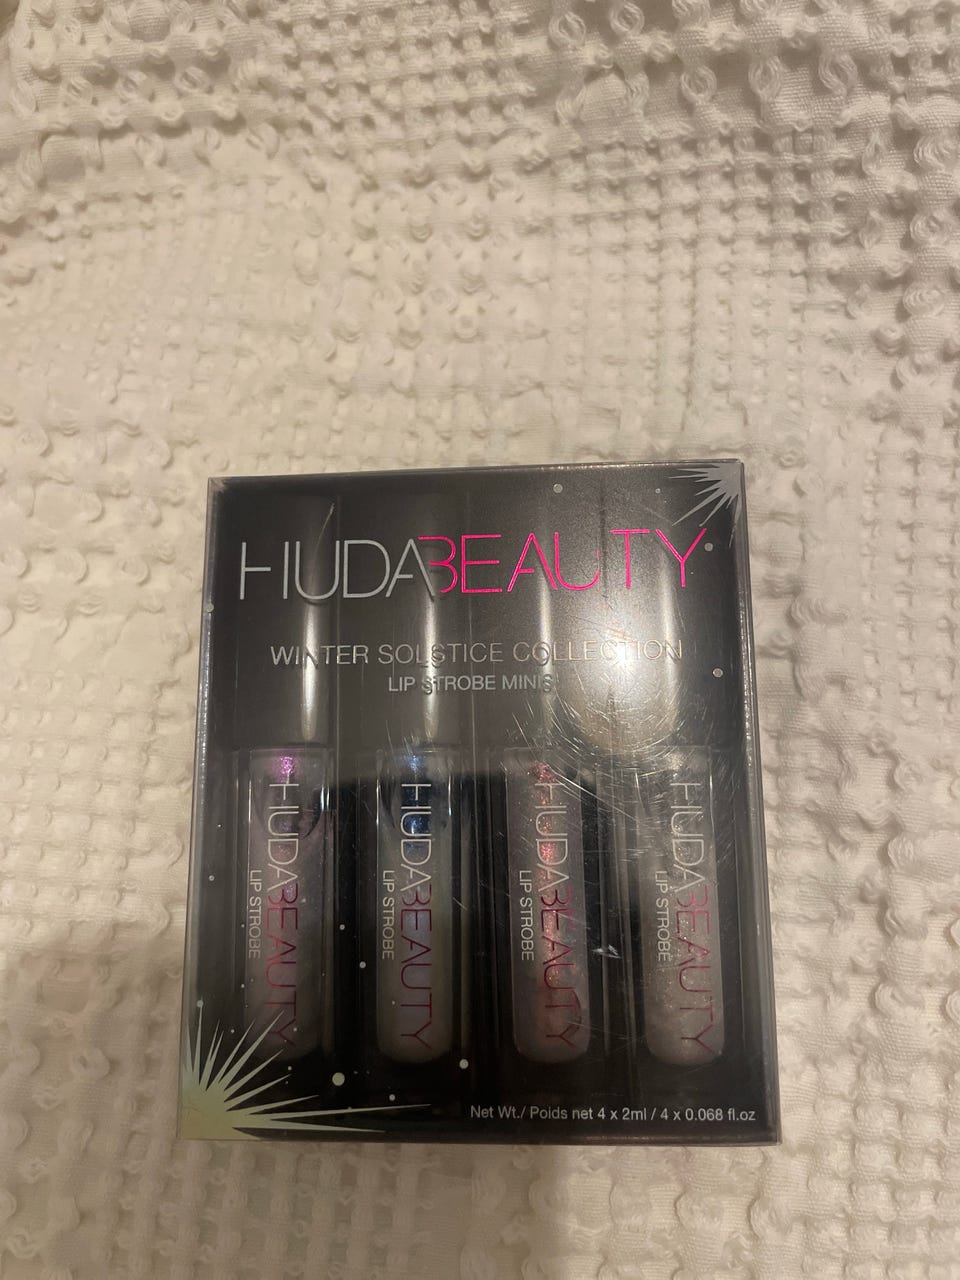 HUDABEAUTY
WINTER SOLSTICE COLLECTION
LIP STROBE MINIS
HUDABEAUTY
LIP STROBE
HUDABEAUTY
LIP STROBE
HUDABEAUTY
LIP STROBE
HUDABEAUTY
LIP STROBE
Net Wt./ Poids net 4 x 2ml / 4 x 0.068 fl.oz